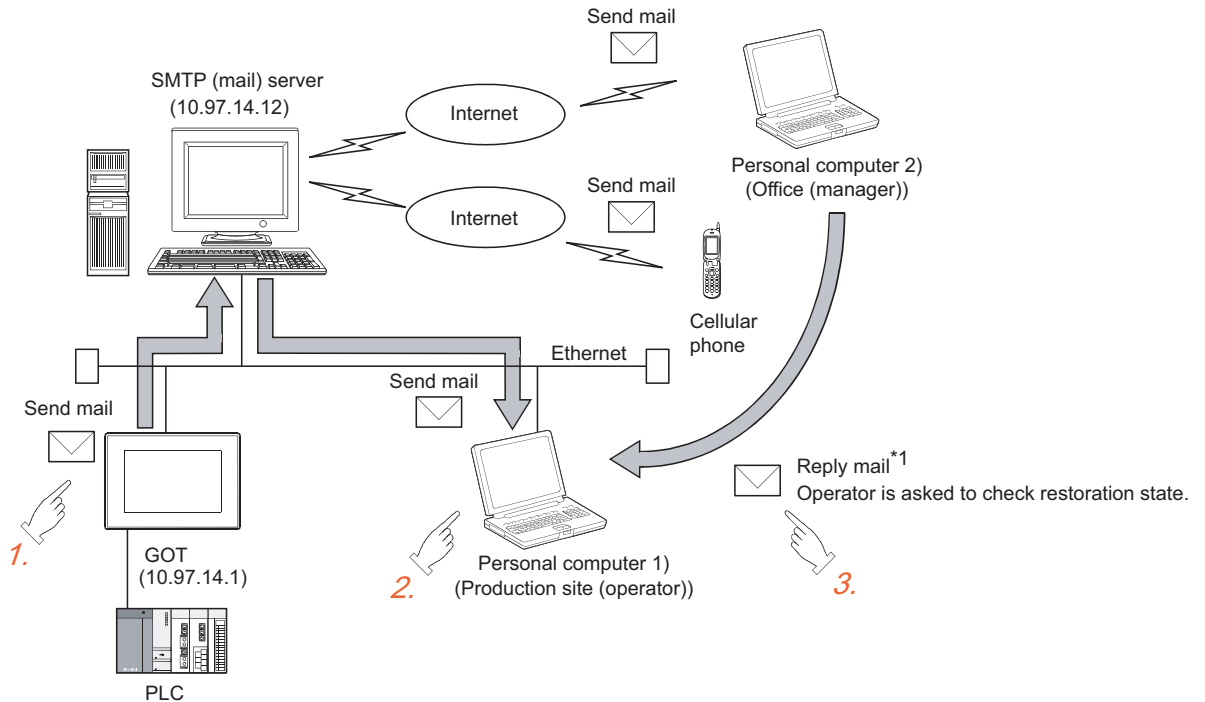 Send mail
SMTP (mail) server
(10.97.14.12)
Internet
Personal computer 2)
(Office (manager))
Send mail
Internet
Cellular
phone
Ethernet
Send mail
Send mail
Reply mail*1
Operator is asked to check restoration state.
1.
GOT
(10.97.14.1)
2.
Personal computer 1)
(Production site (operator))
3.
PLC